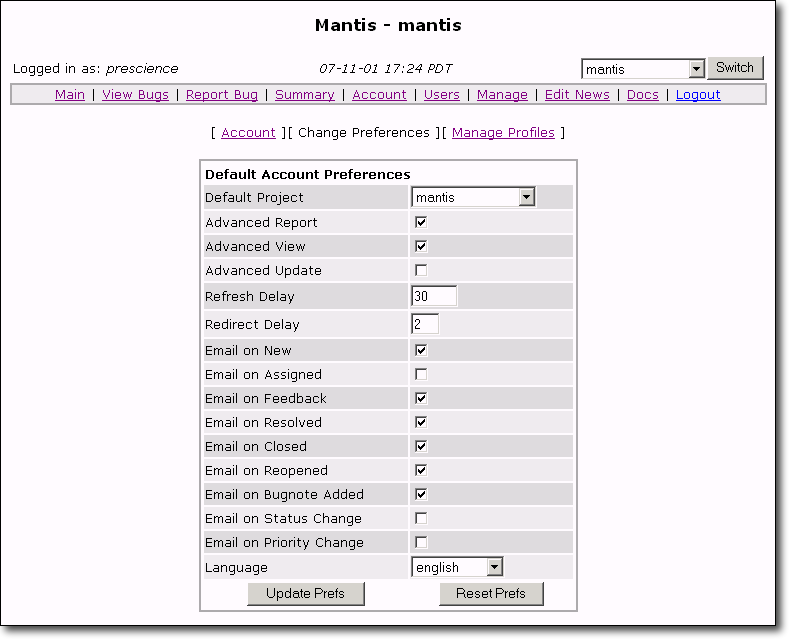 Mantis - mantis
Logged in as: prescience 07-11-01 17:24 PDT mantis Switch
Main | View Bugs | Report Bug | Summary | Account | Users | Manage | Edit News | Docs | Logout
[ Account ][ Change Preferences ][ Manage Profiles ]
Default Account Preferences
Default Project mantis
Advanced Report
Advanced View
Advanced Update
Refresh Delay 30
Redirect Delay 2
Email on New
Email on Assigned
Email on Feedback
Email on Resolved
Email on Closed
Email on Reopened
Email on Bugnote Added
Email on Status Change
Email on Priority Change
Language english
Update Prefs Reset Prefs